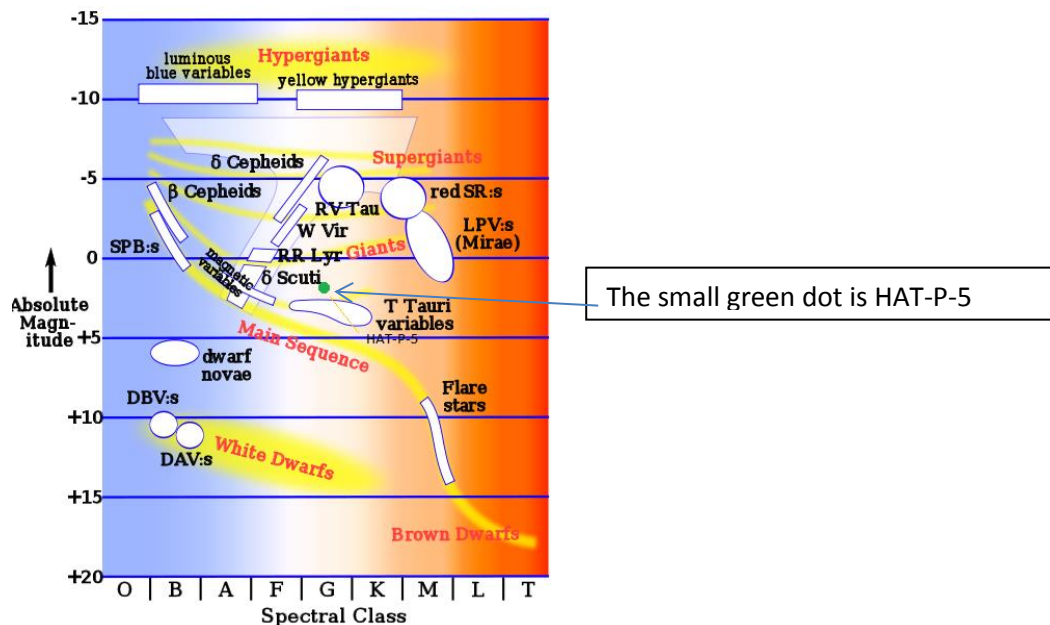 -15
Hypergiants
luminous
blue variables
yellow hypergiants
-10
δ Cepheids
Supergiants
-5
β Cepheids
red SR:s
RV Tau
W Vir
LPV:s
(Mirae)
SPB:s
Giants
0
RR Lyr
magnetic
variables
δ Scuti
The small green dot is HAT-P-5
Absolute
Magn-
itude
T Tauri
variables
+5
Main Sequence
HAT-P-5
dwarf
novae
Flare
stars
DBV:s
+10
DAV:s
White Dwarfs
+15
Brown Dwarfs
+20
O | B | A | F | G | K | M | L | T
Spectral Class